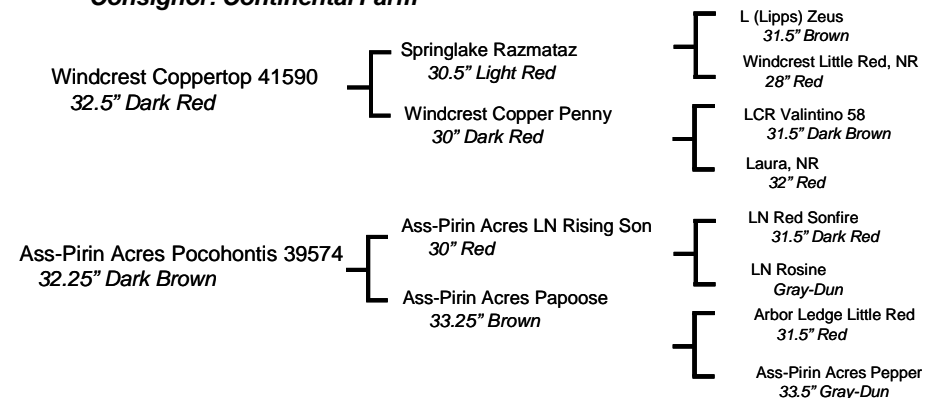 Consignor: Continental Farm
L (Lipps) Zeus
31.5” Brown
Springlake Razmataz
30.5” Light Red
Windcrest Little Red, NR
28” Red
Windcrest Coppertop 41590
32.5” Dark Red
Windcrest Copper Penny
30” Dark Red
LCR Valintino 58
31.5” Dark Brown
Laura, NR
32” Red
LN Red Sonfire
31.5” Dark Red
Ass-Pirin Acres LN Rising Son
30” Red
LN Rosine
Gray-Dun
Ass-Pirin Acres Pocohontis 39574
32.25” Dark Brown
Ass-Pirin Acres Papoose
33.25” Brown
Arbor Ledge Little Red
31.5” Red
Ass-Pirin Acres Pepper
33.5” Gray-Dun